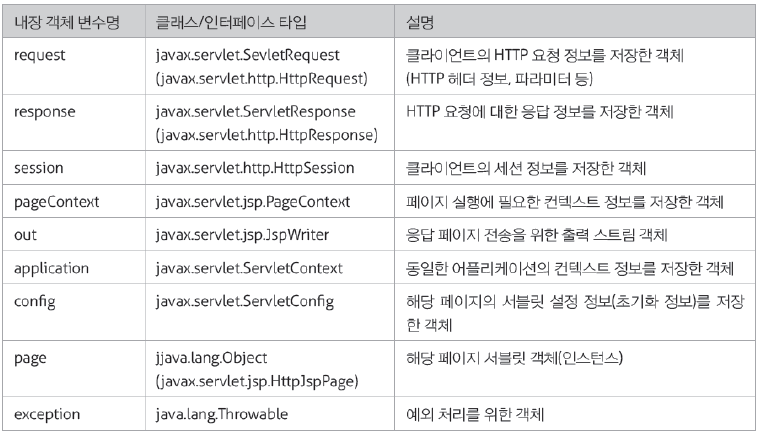 내장 객체 변수명 클래스/인터페이스 타입 설명
request javax.servlet.SevletRequest 클라이언트의 HTTP 요청 정보를 저장한 객체
(javax.servlet.http.HttpRequest) (HTTP 헤더 정보, 파라미터 등)
response javax.servlet.ServletResponse HTTP 요청에 대한 응답 정보를 저장한 객체
(javax.servlet.http.HttpResponse)
session javax.servlet.http.HttpSession 클라이언트의 세션 정보를 저장한 객체
pageContext javax.servlet.jsp.PageContext 페이지 실행에 필요한 컨텍스트 정보를 저장한 객체
out javax.servlet.jsp.JspWriter 응답 페이지 전송을 위한 출력 스트림 객체
application javax.servlet.ServletContext 동일한 어플리케이션의 컨텍스트 정보를 저장한 객체
config javax.servlet.ServletConfig 해당 페이지의 서블릿 설정 정보(초기화 정보)를 저장
한 객체
page jjava.lang.Object 해당 페이지 서블릿 객체(인스턴스)
(javax.servlet.jsp.HttpJspPage)
exception java.lang.Throwable 예외 처리를 위한 객체